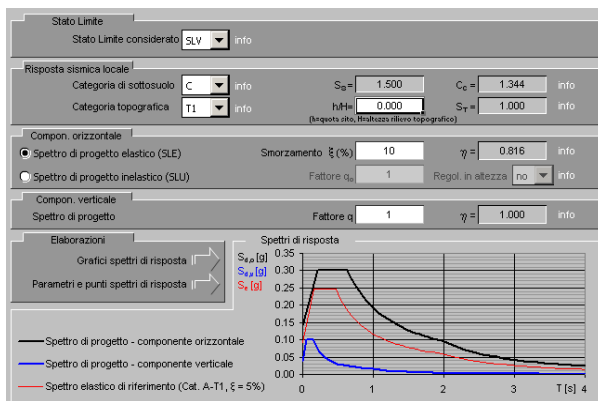 Stato Limite
Stato Limite considerato SLV info
Risposta sismica locale
Categoria di sottosuolo C info SS= 1.500 CC= 1.344 info
Categoria topografica T1 info h/H= 0.000 ST= 1.000 info
(h=quota sito, H=altezza rilievo topografico)
Compon. orizzontale
Spettro di progetto elastico (SLE) Smorzamento ξ (%) 10 η = 0.816 info
Spettro di progetto inelastico (SLU) Fattore qo 1 Regol. in altezza no info
Compon. verticale
Spettro di progetto Fattore q 1 η = 1.000 info
Elaborazioni
Grafici spettri di risposta
Parametri e punti spettri di risposta
Spettri di risposta
Sd,o [g]
Sd,v [g]
Se [g]
0.35
0.30
0.25
0.20
0.15
0.10
0.05
0.00
0 1 2 3 T [s] 4
Spettro di progetto - componente orizzontale
Spettro di progetto - componente verticale
Spettro elastico di riferimento (Cat. A-T1, ξ = 5%)